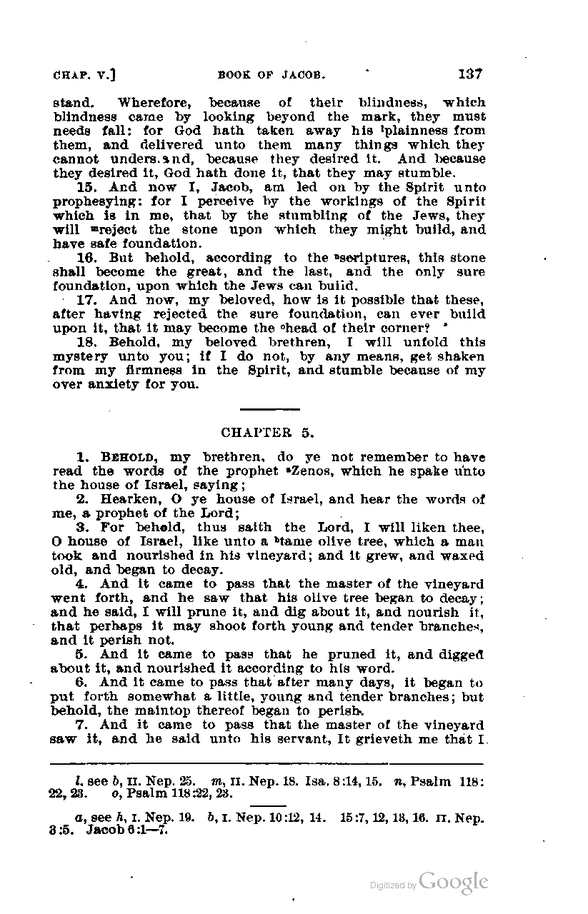 CHAP. V.] BOOK OF JACOB. 137
stand. Wherefore, because of their blindness, which
blindness came by looking beyond the mark, they must
needs fall: for God hath taken away his lplainness from
them, and delivered unto them many things which they
cannot understand, because they desired it. And because
they desired it, God hath done it, that they may stumble.
15. And now I, Jacob, am led on by the Spirit unto
prophesying: for I perceive by the workings of the Spirit
which is in me, that by the stumbling of the Jews, they
will mreject the stone upon which they might build, and
have safe foundation.
16. But behold, according to the nscriptures, this stone
shall become the great, and the last, and the only sure
foundation, upon which the Jews can build.
17. And now, my beloved, how is it possible that these,
after having rejected the sure foundation, can ever build
upon it, that it may become the ohead of their corner?
18. Behold, my beloved brethren, I will unfold this
mystery unto you; if I do not, by any means, get shaken
from my firmness in the Spirit, and stumble because of my
over anxiety for you.
CHAPTER 5.
1. BEHOLD, my brethren, do ye not remember to have
read the words of the prophet aZenos, which he spake unto
the house of Israel, saying;
2. Hearken, O ye house of Israel, and hear the words of
me, a prophet of the Lord;
3. For behold, thus saith the Lord, I will liken thee,
O house of Israel, like unto a btame olive tree, which a man
took and nourished in his vineyard; and it grew, and waxed
old, and began to decay.
4. And it came to pass that the master of the vineyard
went forth, and he saw that his olive tree began to decay;
and he said, I will prune it, and dig about it, and nourish it,
that perhaps it may shoot forth young and tender branches,
and it perish not.
5. And it came to pass that he pruned it, and digged
about it, and nourished it according to his word.
6. And it came to pass that after many days, it began to
put forth somewhat a little, young and tender branches; but
behold, the maintop thereof began to perish.
7. And it came to pass that the master of the vineyard
saw it, and he said unto his servant, It grieveth me that I
l, see b, II. Nep. 25. m, II. Nep. 18. Isa. 8:14, 15. n, Psalm 118:
22, 23. o, Psalm 118:22, 23.
a, see h, I. Nep. 19. b, I. Nep. 10:12, 14. 15:7, 12, 13, 16. II. Nep.
3:5. Jacob 6:1—7.
Digitized by Google